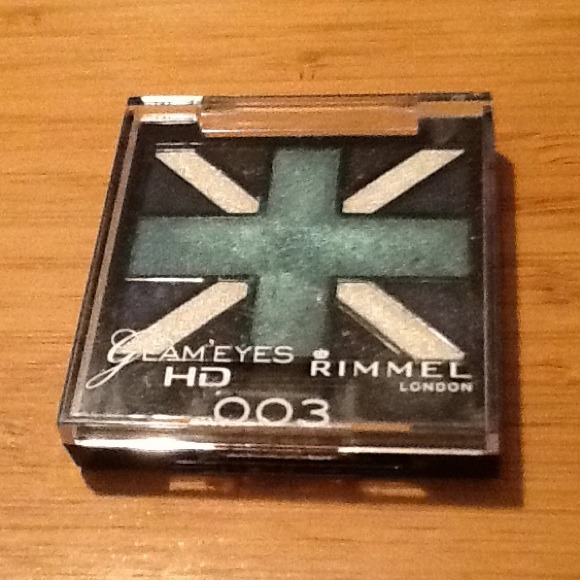 GLAM'EYES
HD
RIMMEL
LONDON
003